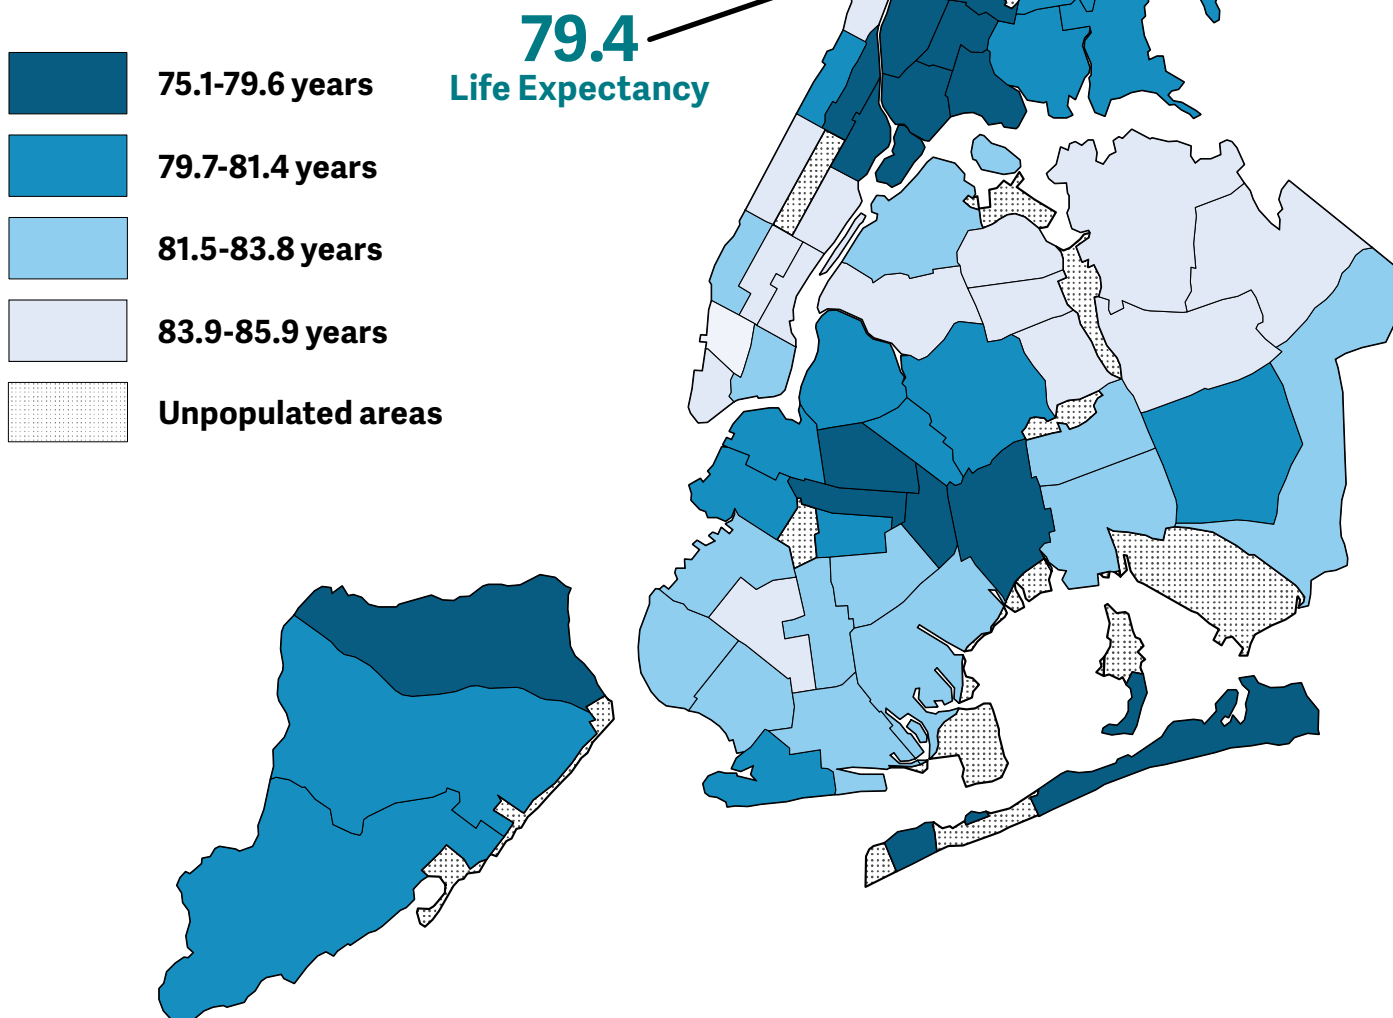 79.4
Life Expectancy
75.1-79.6 years
79.7-81.4 years
81.5-83.8 years
83.9-85.9 years
Unpopulated areas